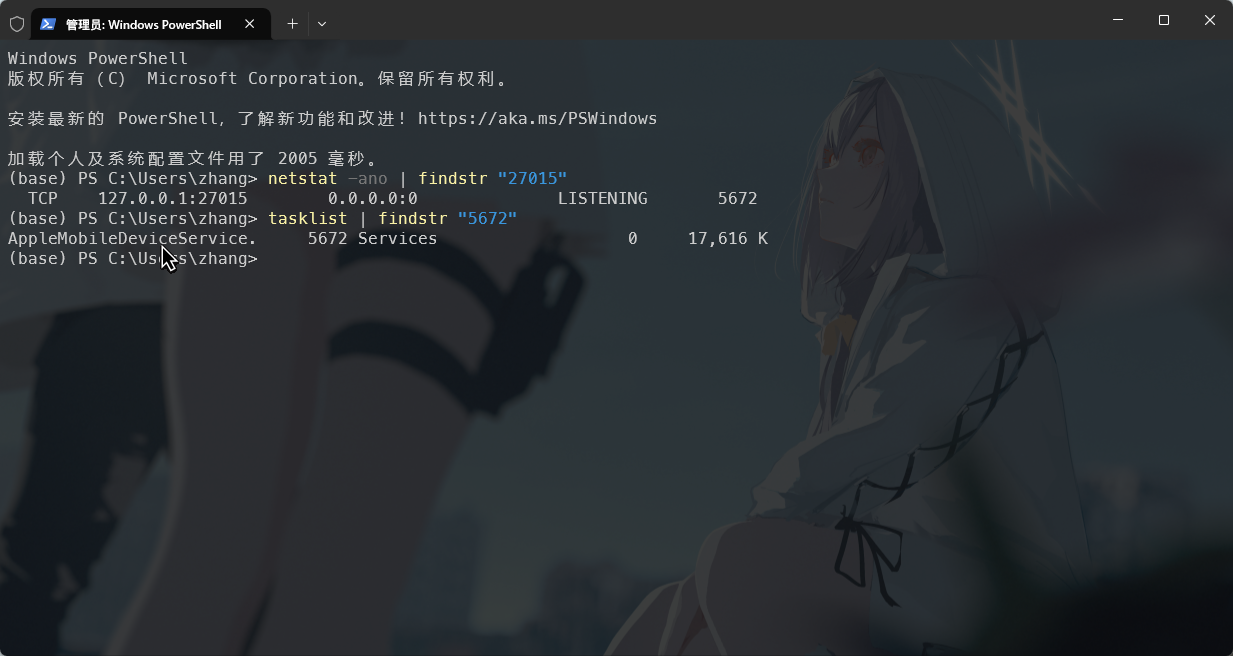 管理员: Windows PowerShell
Windows PowerShell
版权所有 (C) Microsoft Corporation。保留所有权利。
安装最新的 PowerShell，了解新功能和改进！https://aka.ms/PSWindows
加载个人及系统配置文件用了 2005 毫秒。
(base) PS C:\Users\zhang> netstat -ano | findstr "27015"
TCP 127.0.0.1:27015 0.0.0.0:0 LISTENING 5672
(base) PS C:\Users\zhang> tasklist | findstr "5672"
AppleMobileDeviceService. 5672 Services 0 17,616 K
(base) PS C:\Users\zhang>